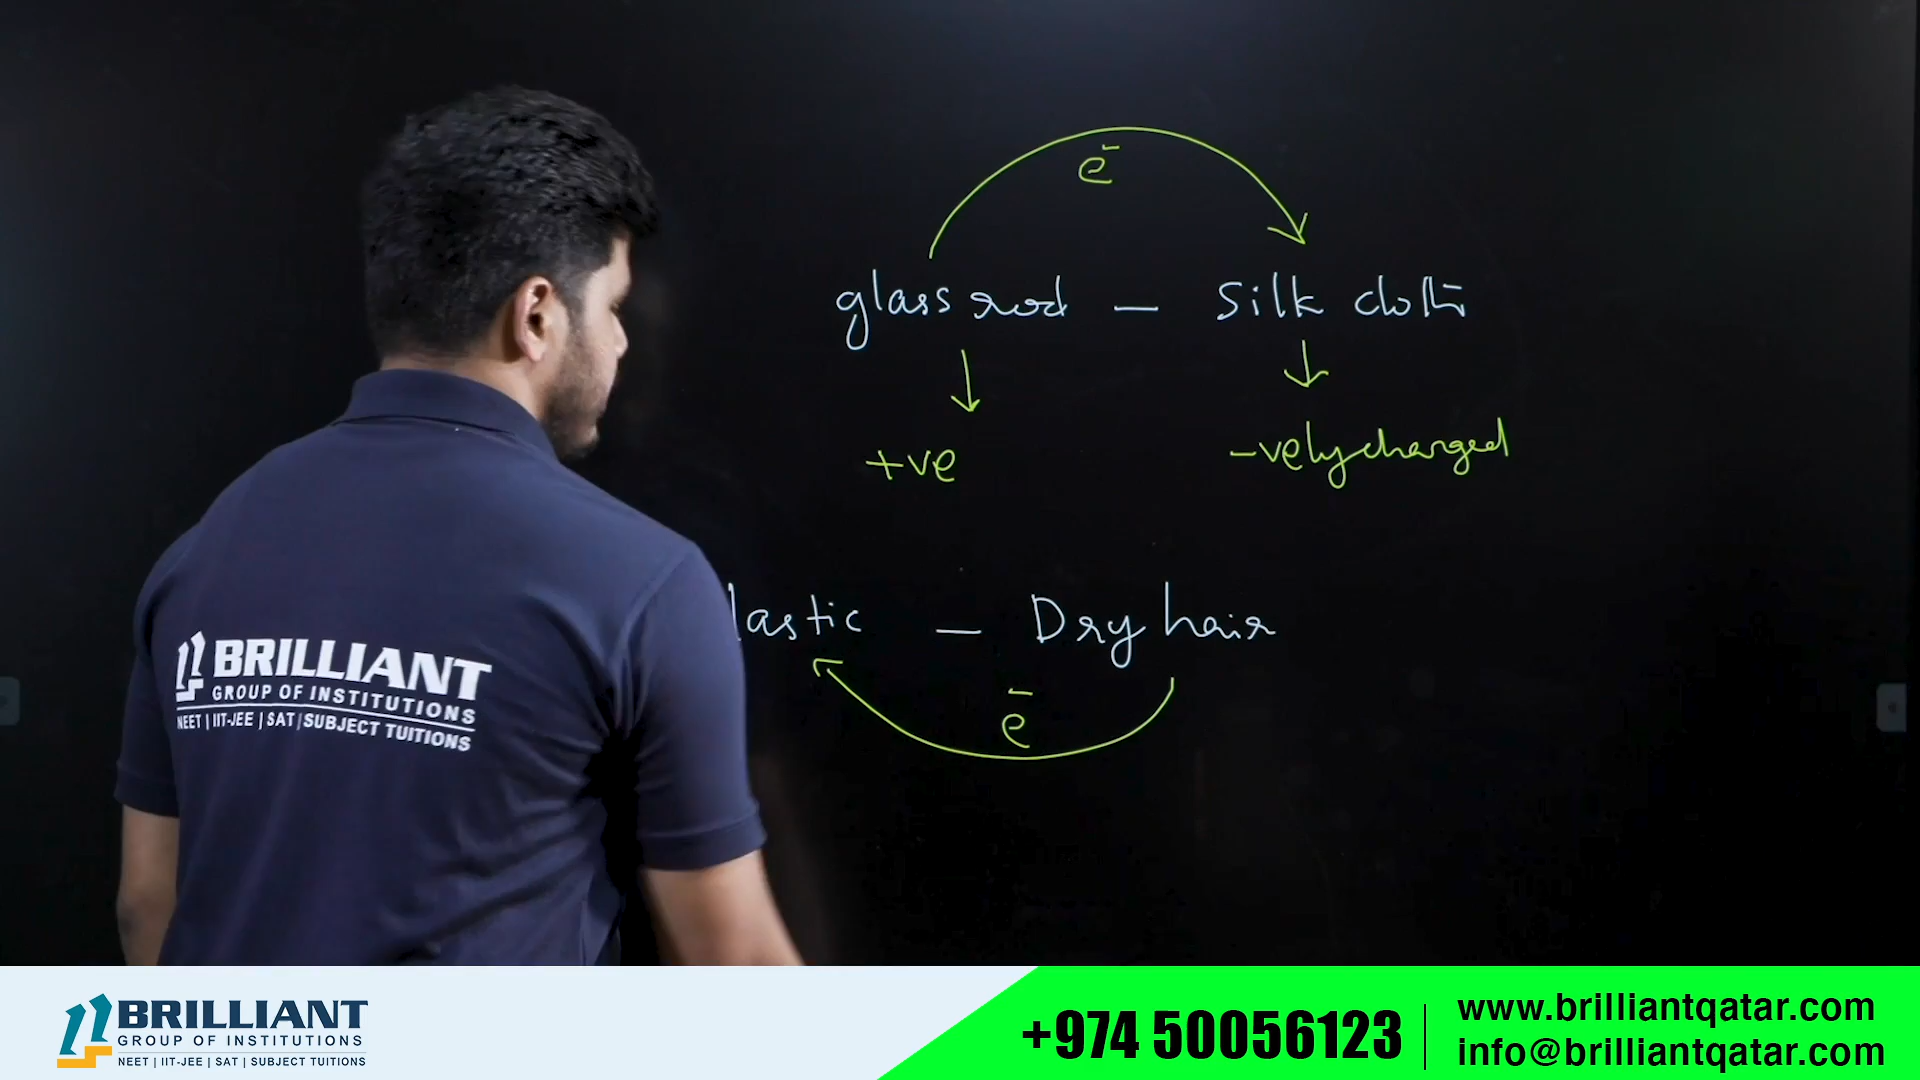 e-
glass rod — Silk cloth
+ve
-vely charged
lastic — Dry hair
e-
BRILLIANT
GROUP OF INSTITUTIONS
NEET | IIT-JEE | SAT | SUBJECT TUITIONS
BRILLIANT
GROUP OF INSTITUTIONS
NEET | IIT-JEE | SAT | SUBJECT TUITIONS
+974 50056123
www.brilliantqatar.com
info@brilliantqatar.com